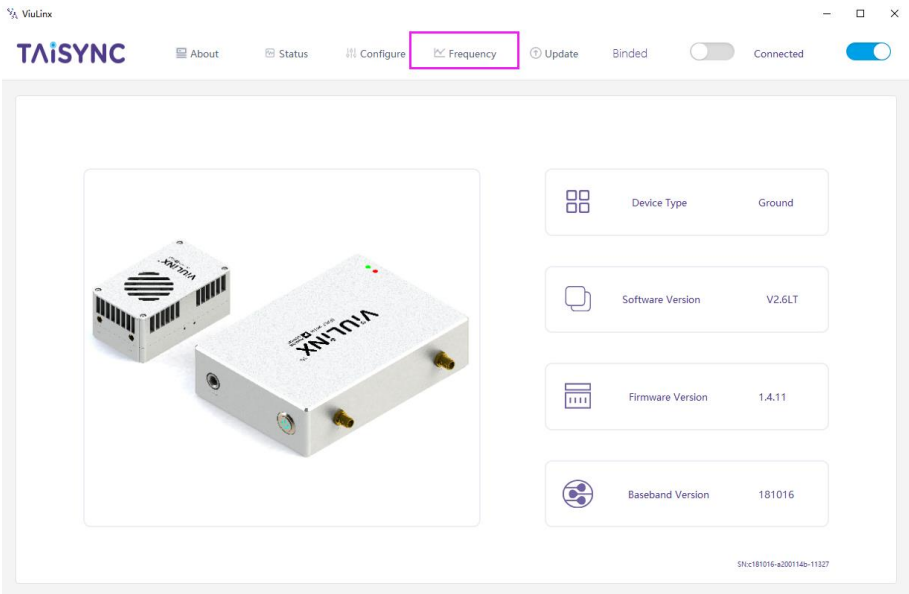 ViuLinx
TAiSYNC
About
Status
Configure
Frequency
Update
Binded
Connected
ViULiNX
ViULiNX
Device Type
Ground
Software Version
V2.6LT
Firmware Version
1.4.11
Baseband Version
181016
SN:c181016-a200114b-11327